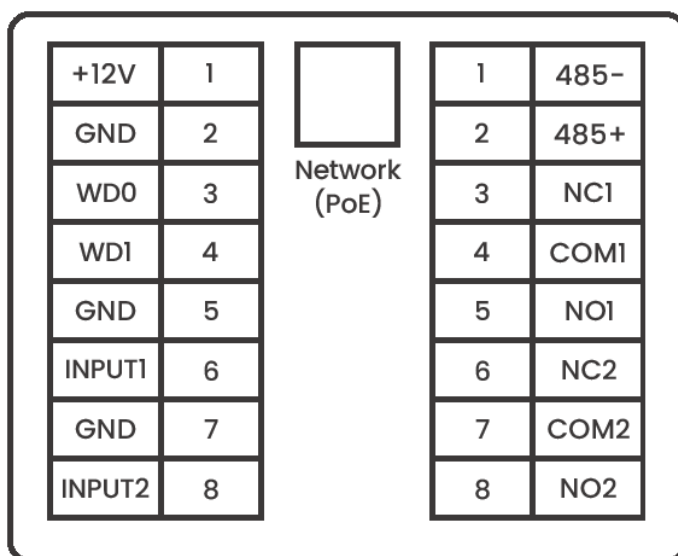 +12V 1
GND 2
WD0 3
WD1 4
GND 5
INPUT1 6
GND 7
INPUT2 8
Network
(PoE)
1 485-
2 485+
3 NC1
4 COM1
5 NO1
6 NC2
7 COM2
8 NO2